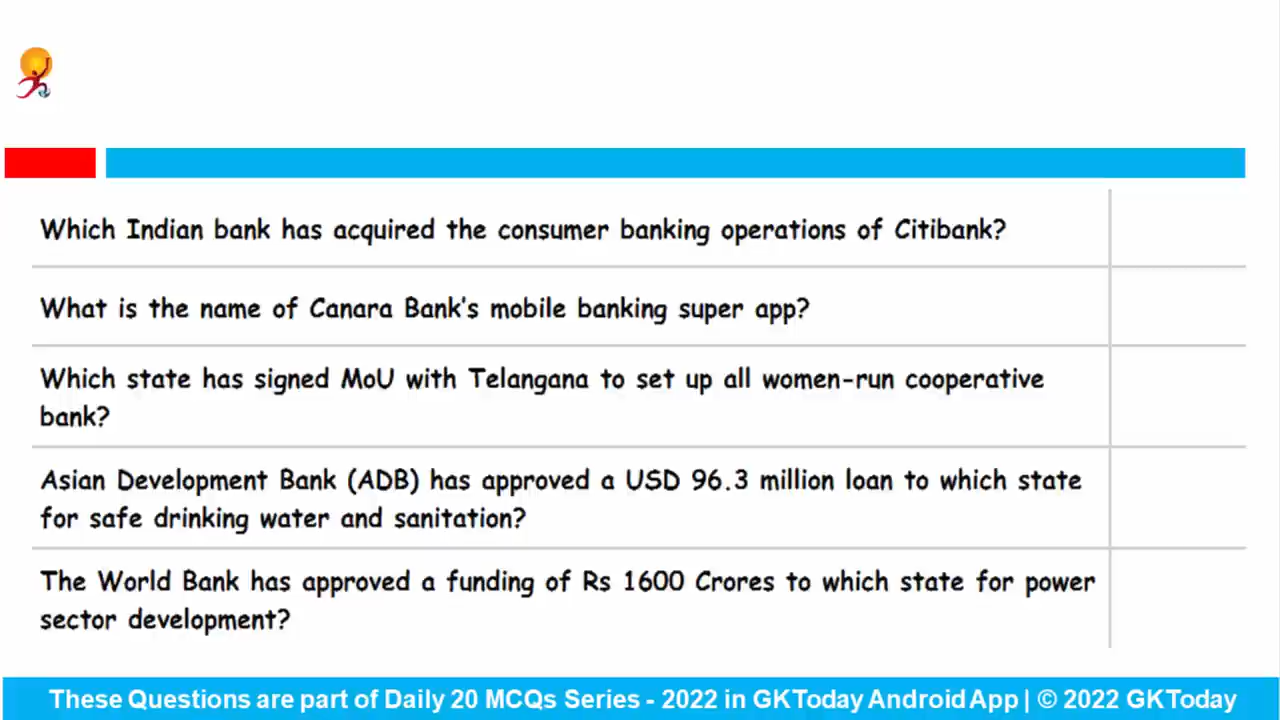 Which Indian bank has acquired the consumer banking operations of Citibank?
What is the name of Canara Bank's mobile banking super app?
Which state has signed MoU with Telangana to set up all women-run cooperative
bank?
Asian Development Bank (ADB) has approved a USD 96.3 million loan to which state
for safe drinking water and sanitation?
The World Bank has approved a funding of Rs 1600 Crores to which state for power
sector development?
These Questions are part of Daily 20 MCQs Series - 2022 in GKToday Android App | © 2022 GKToday